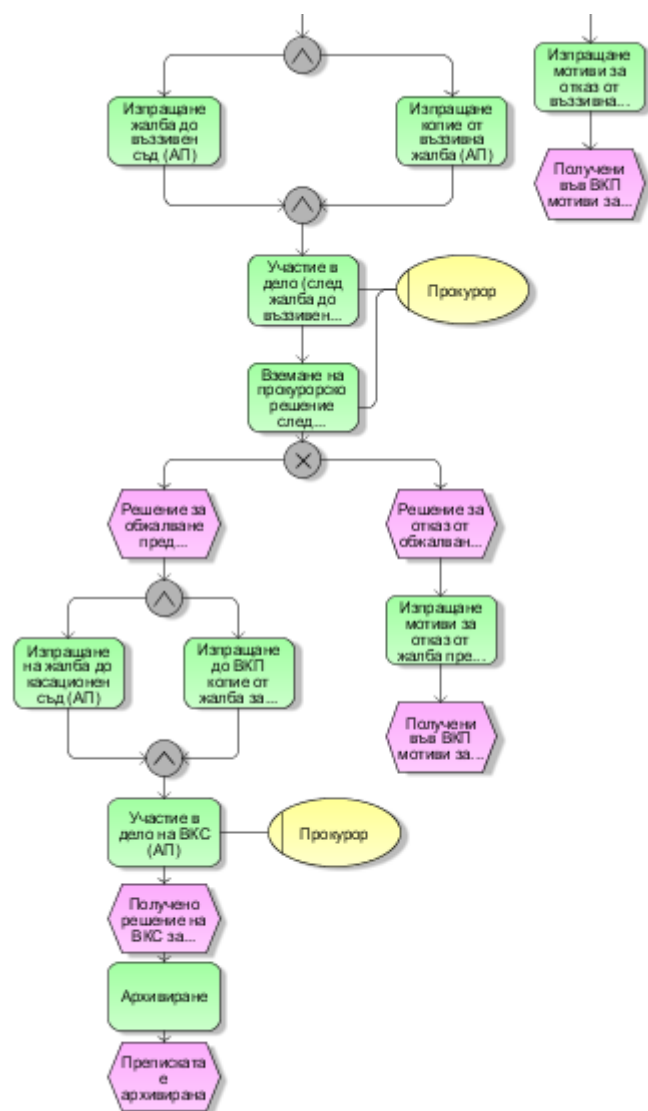 Изпращане
жалба до
въззивен
съд (АП)
Изпращане
копие от
въззивна
жалба (АП)
Изпращане
мотиви за
отказ от
въззивна...
Получени
във ВКП
мотиви за...
Участие в
дело (след
жалба до
въззивен...
Прокурор
Вземане на
прокурорско
решение
след...
Решение за
обжалване
пред...
Решение за
отказ от
обжалван...
Изпращане
на жалба до
касационен
съд (АП)
Изпращане
до ВКП
копие от
жалба за...
Изпращане
мотиви за
отказ от
жалба пре...
Получени
във ВКП
мотиви за...
Участие в
дело на ВКС
(АП)
Прокурор
Получено
решение на
ВКС за...
Архивиране
Преписката
е
архивирана